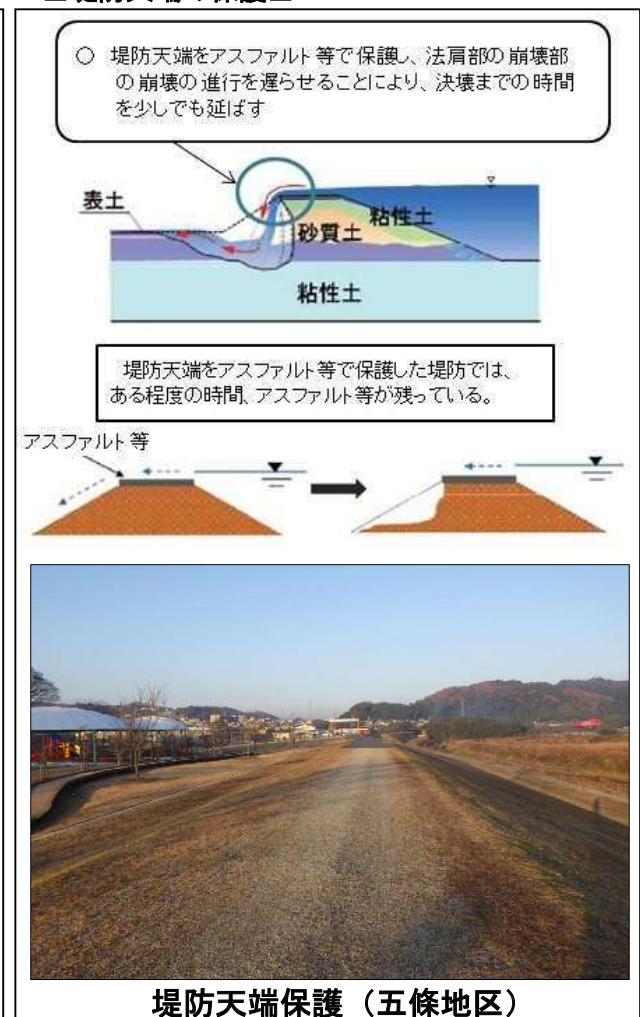 ○ 堤防天端をアスファルト等で保護し、法肩部の崩壊部
の崩壊の進行を遅らせることにより、決壊までの時間
を少しでも延ばす
表土
粘性土
砂質土
粘性土
堤防天端をアスファルト等で保護した堤防では、
ある程度の時間、アスファルト等が残っている。
アスファルト等
堤防天端保護（五條地区）